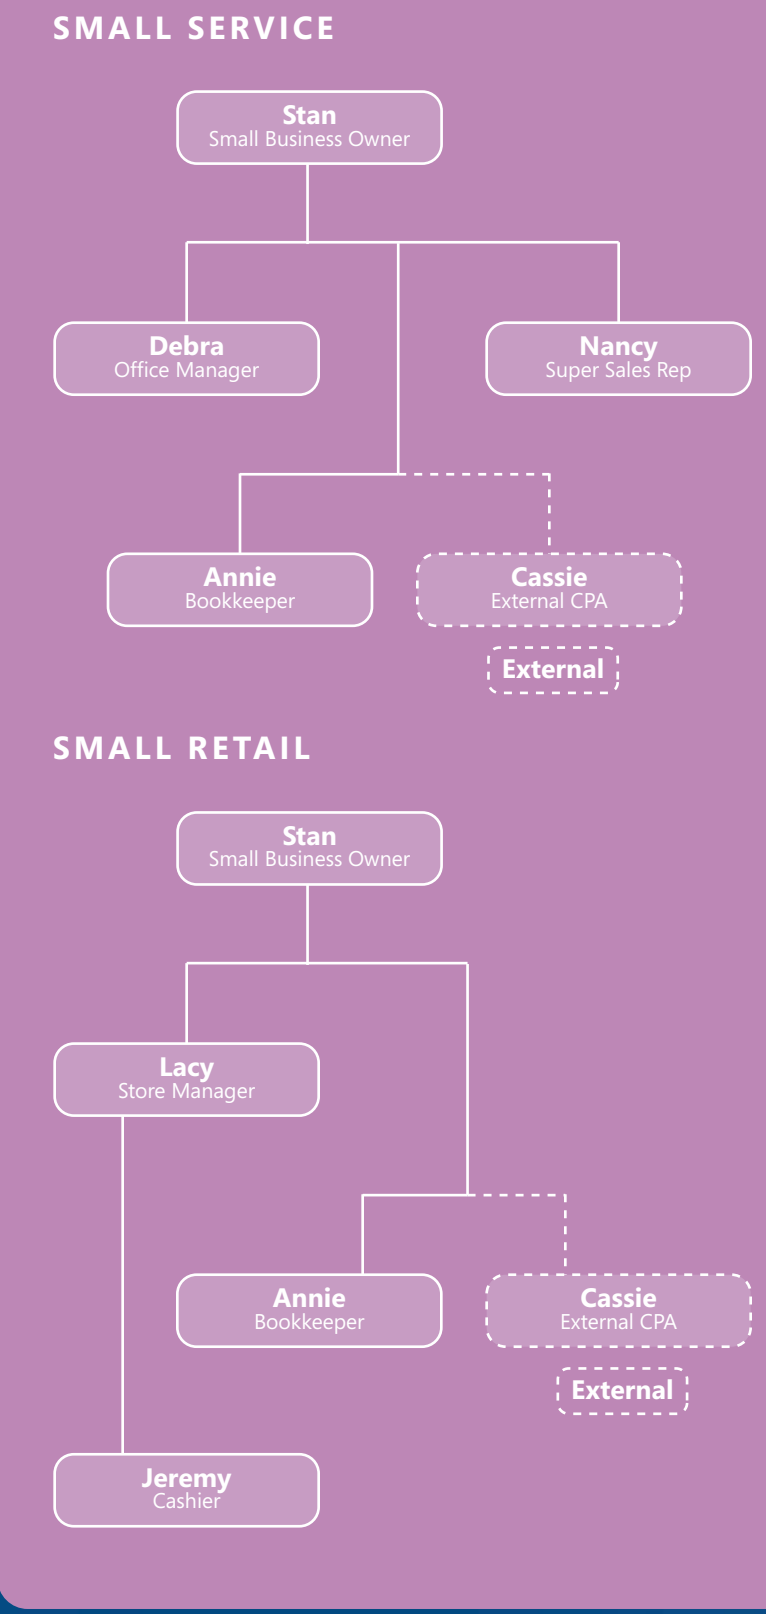 SMALL SERVICE
Stan
Small Business Owner
Debra
Office Manager
Nancy
Super Sales Rep
Annie
Bookkeeper
Cassie
External CPA
External
SMALL RETAIL
Stan
Small Business Owner
Lacy
Store Manager
Annie
Bookkeeper
Cassie
External CPA
External
Jeremy
Cashier